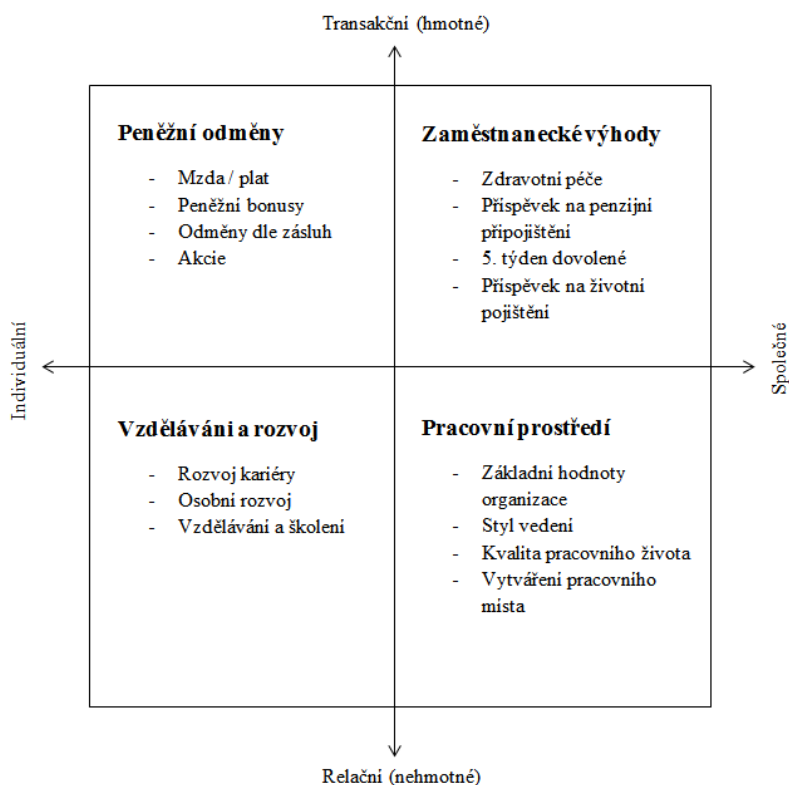 Transakční (hmotné)
Peněžní odměny
- Mzda / plat
- Peněžní bonusy
- Odměny dle zásluh
- Akcie
Zaměstnanecké výhody
- Zdravotní péče
- Příspěvek na penzijní
připojištění
- 5. týden dovolené
- Příspěvek na životní
pojištění
Individuální
Společné
Vzděláváni a rozvoj
- Rozvoj kariéry
- Osobní rozvoj
- Vzdělávání a školení
Pracovní prostředí
- Základní hodnoty
organizace
- Styl vedení
- Kvalita pracovního života
- Vytváření pracovního
místa
Relační (nehmotné)